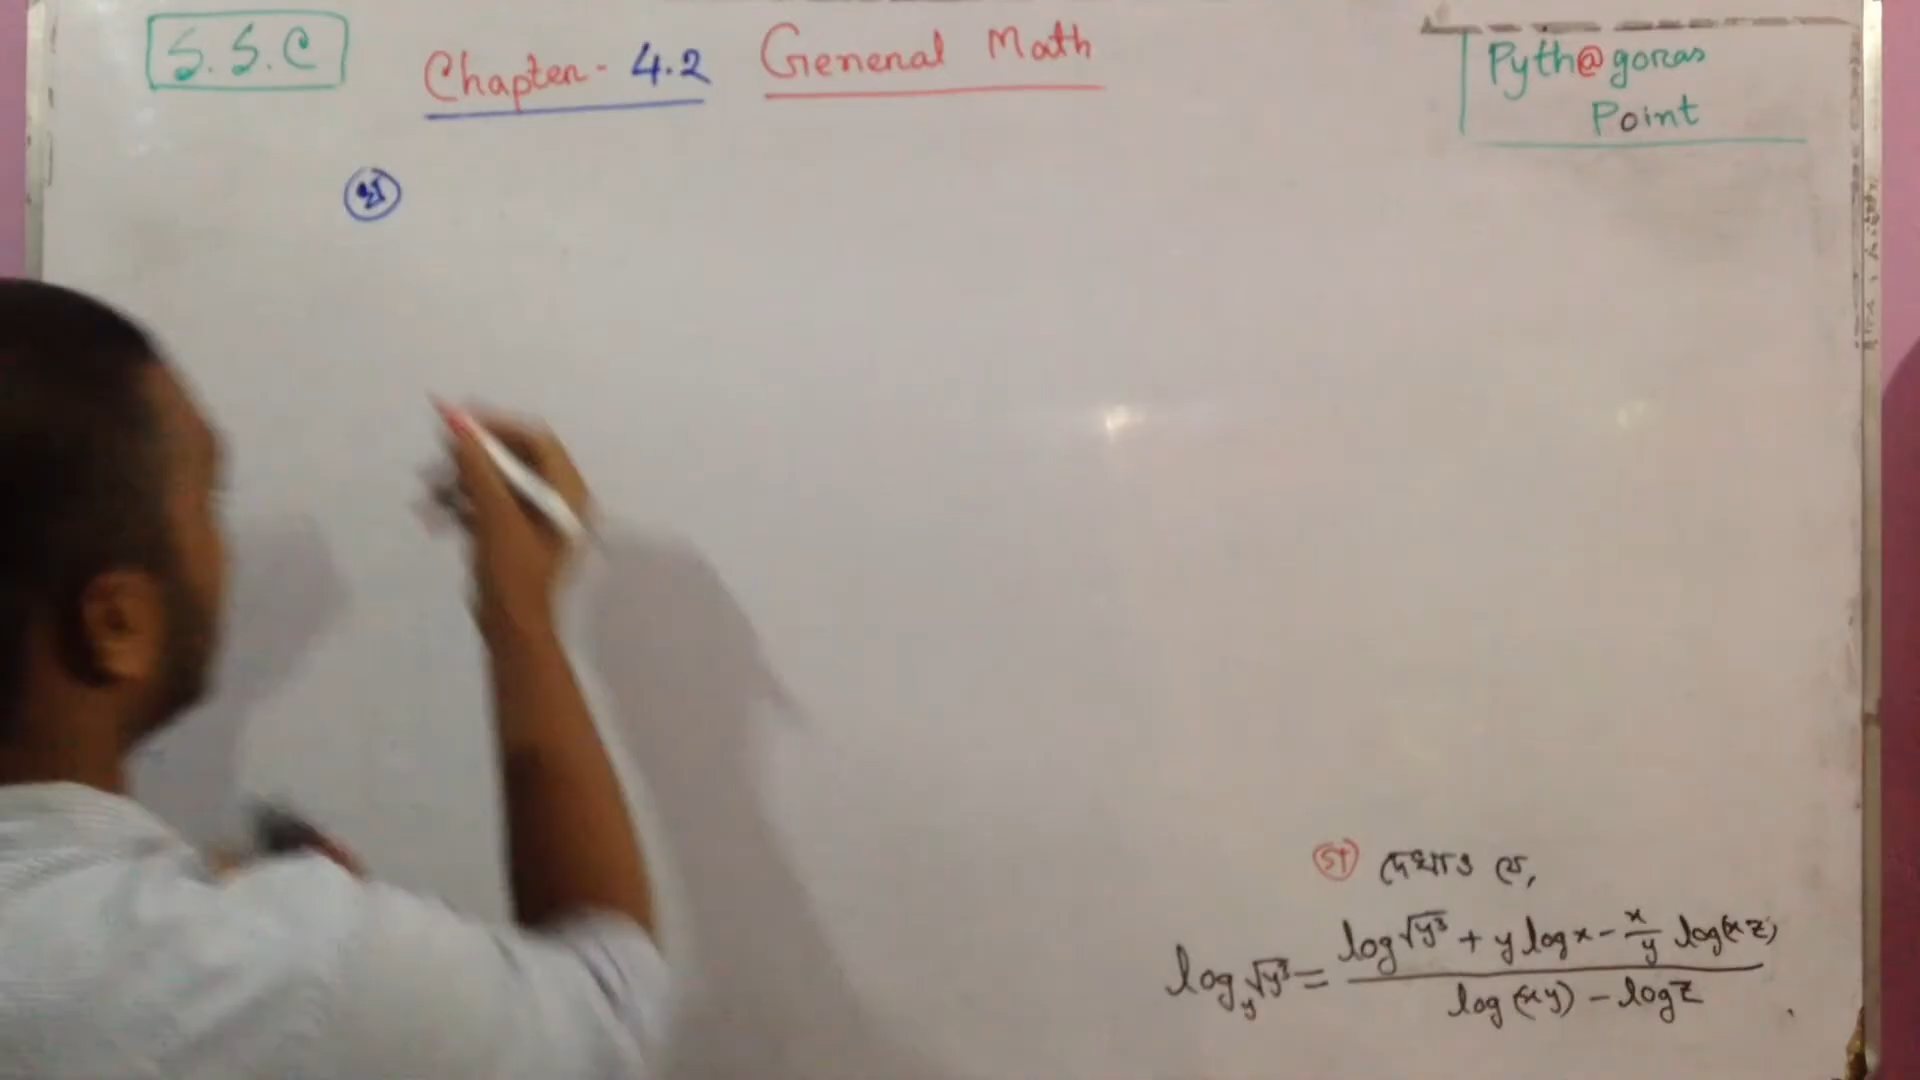 S.S.C
Chapter - 4.2 General Math
Pyth@goras
Point
খ
গ দেখাও যে,
log_y √y³ = (log√y³ + y log x - x/y log(xz)) / (log(xy) - log z)